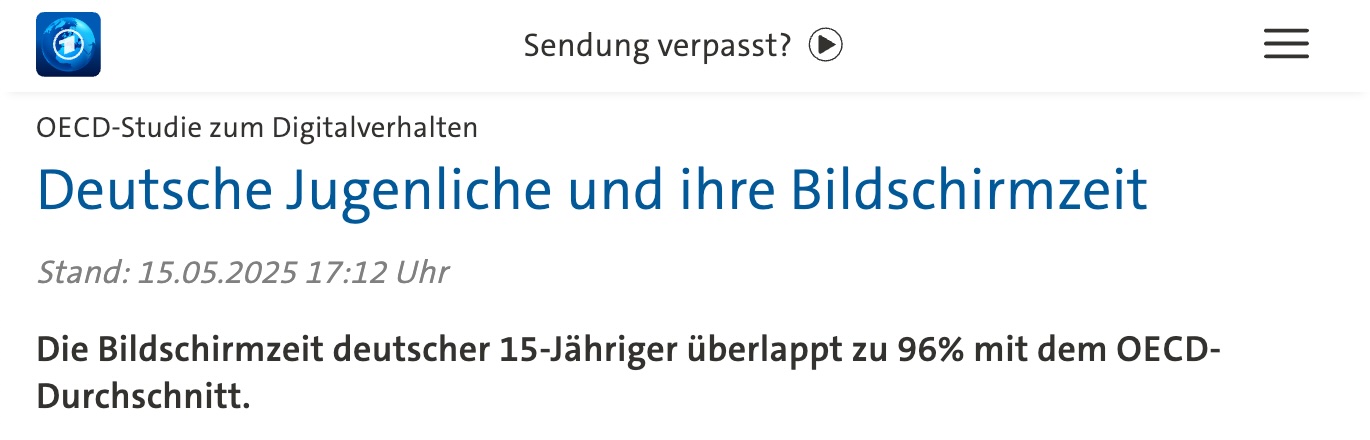 Sendung verpasst?
OECD-Studie zum Digitalverhalten
Deutsche Jugenliche und ihre Bildschirmzeit
Stand: 15.05.2025 17:12 Uhr
Die Bildschirmzeit deutscher 15-Jähriger überlappt zu 96% mit dem OECD-
Durchschnitt.